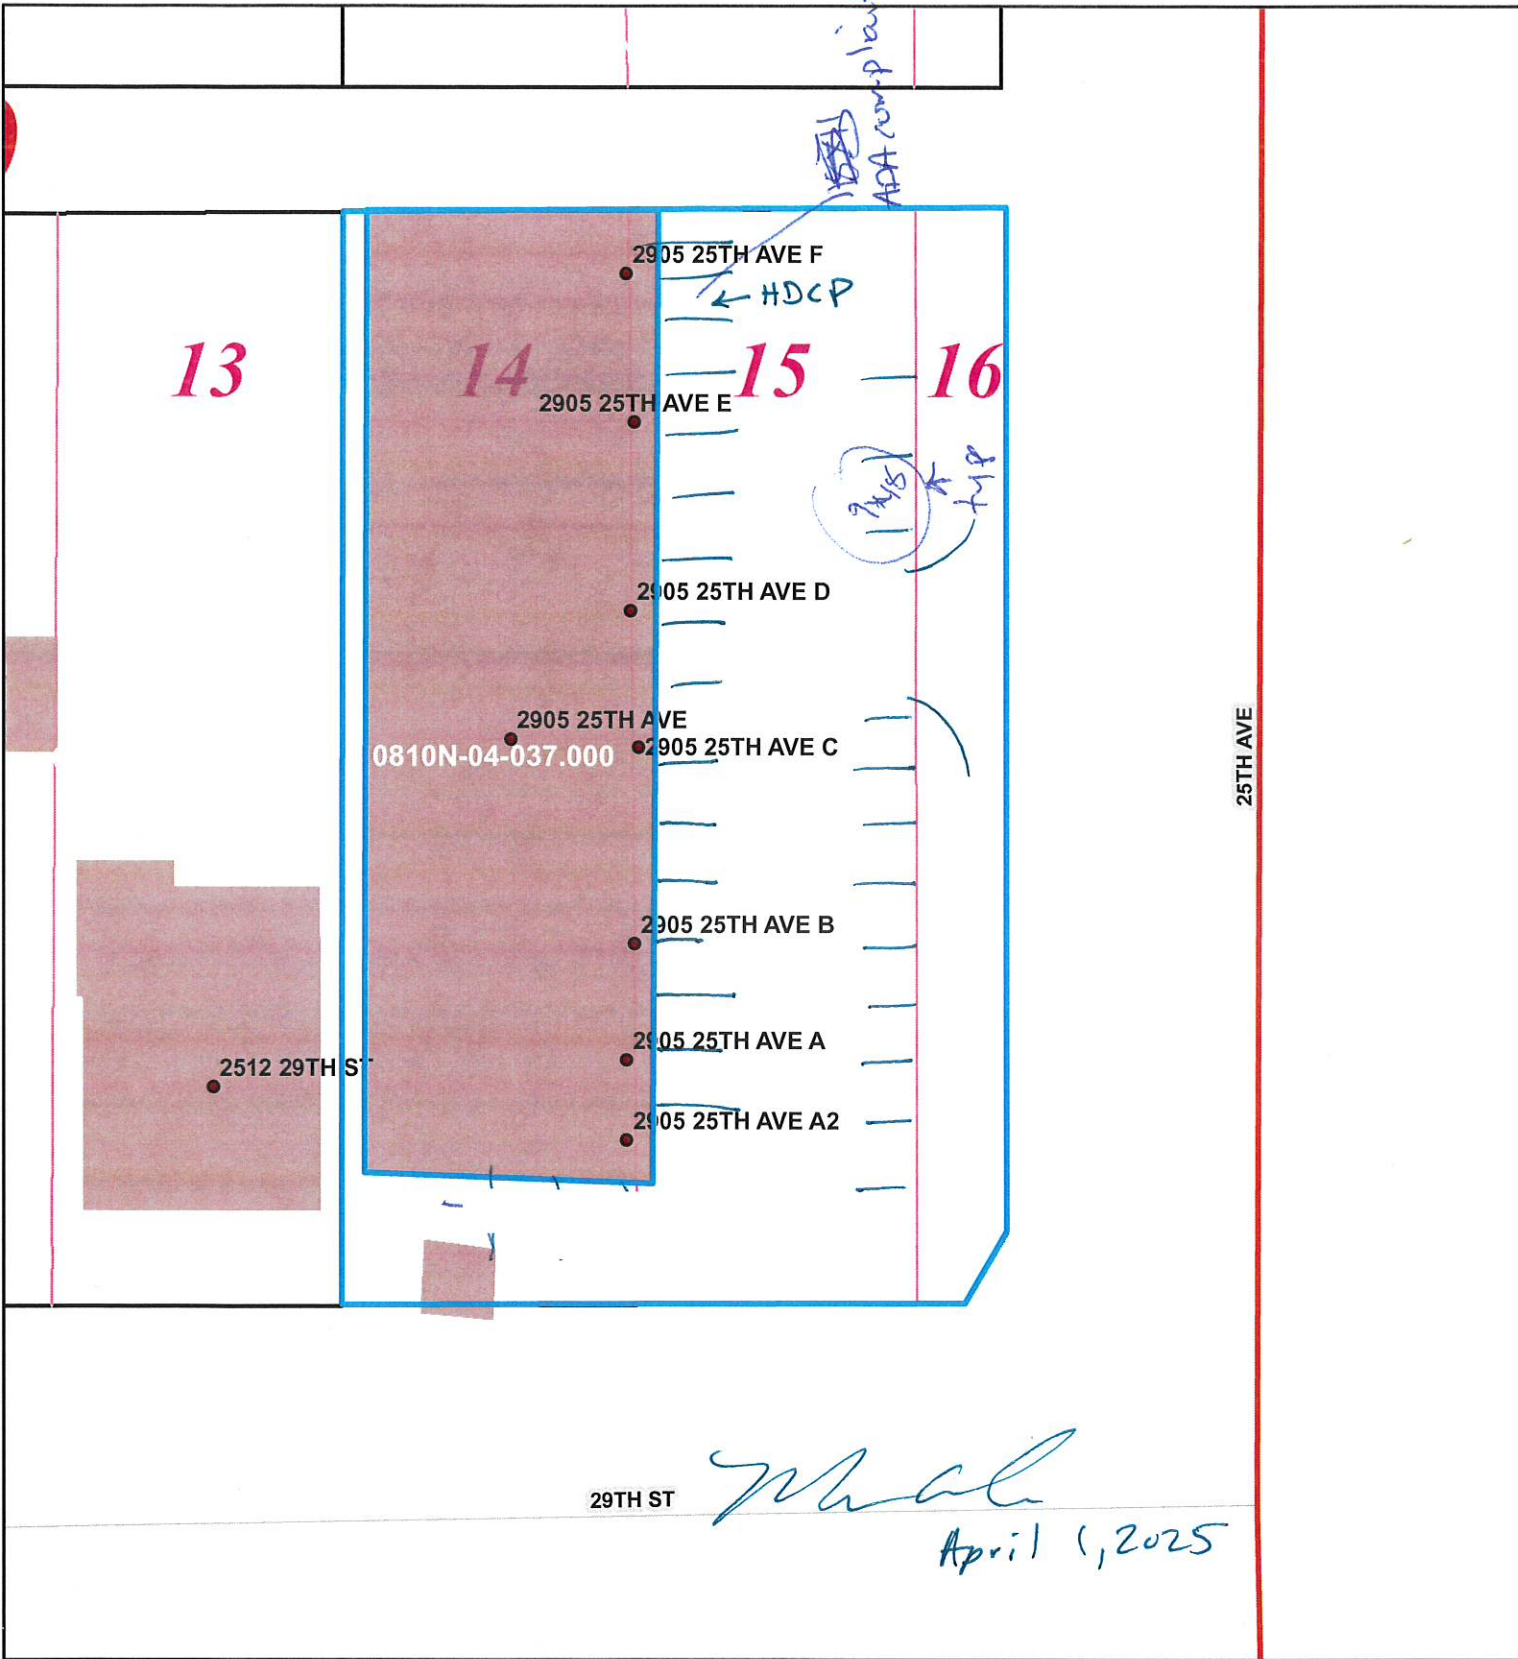 ADA
2905 25TH AVE F
← HDCP
13
14
15
16
2905 25TH AVE E
typ
2905 25TH AVE D
2905 25TH AVE
0810N-04-037.000
2905 25TH AVE C
25TH AVE
2905 25TH AVE B
2905 25TH AVE A
2512 29TH ST
2905 25TH AVE A2
29TH ST
April 1, 2025